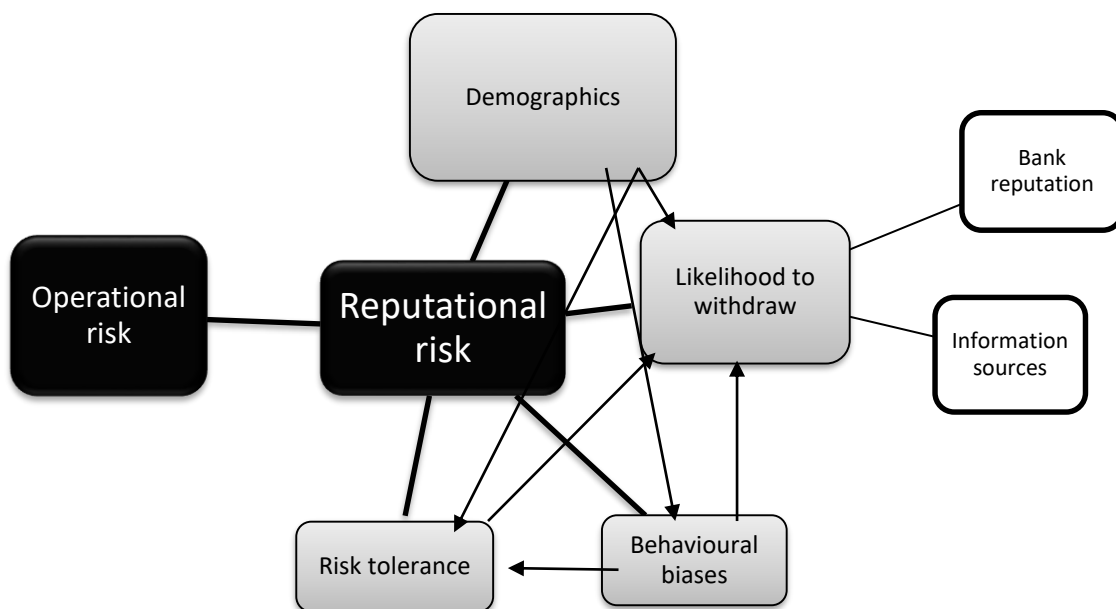 Demographics
Bank
reputation
Operational
risk
Reputational
risk
Likelihood to
withdraw
Information
sources
Risk tolerance
Behavioural
biases